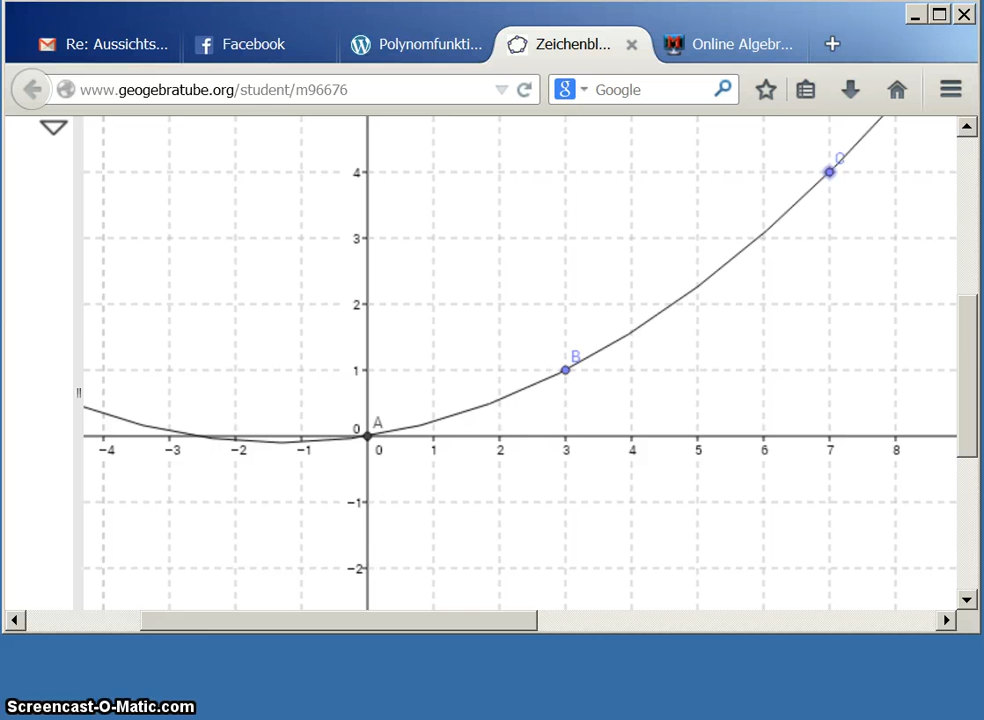 Re: Aussichts...
Facebook
Polynomfunkti...
Zeichenbl...
Online Algebr...
www.geogebratube.org/student/m96676
Google
C
4
3
2
B
1
A
0
-4 -3 -2 -1 0 1 2 3 4 5 6 7 8
-1
-2
Screencast-O-Matic.com